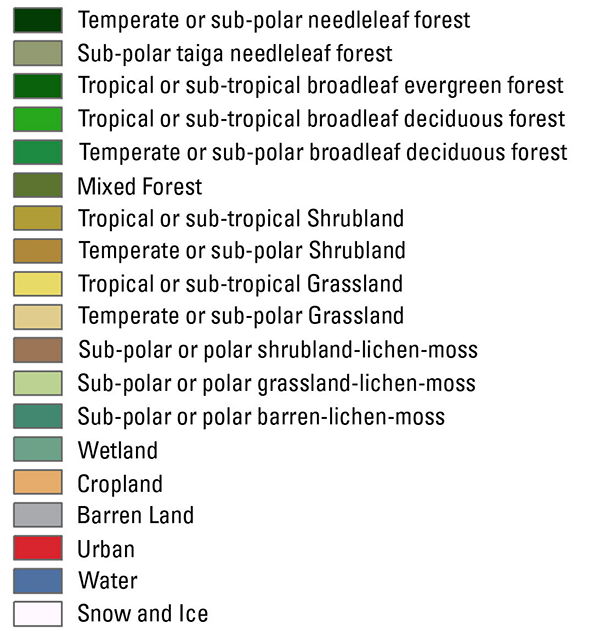 Temperate or sub-polar needleleaf forest
Sub-polar taiga needleleaf forest
Tropical or sub-tropical broadleaf evergreen forest
Tropical or sub-tropical broadleaf deciduous forest
Temperate or sub-polar broadleaf deciduous forest
Mixed Forest
Tropical or sub-tropical Shrubland
Temperate or sub-polar Shrubland
Tropical or sub-tropical Grassland
Temperate or sub-polar Grassland
Sub-polar or polar shrubland-lichen-moss
Sub-polar or polar grassland-lichen-moss
Sub-polar or polar barren-lichen-moss
Wetland
Cropland
Barren Land
Urban
Water
Snow and Ice